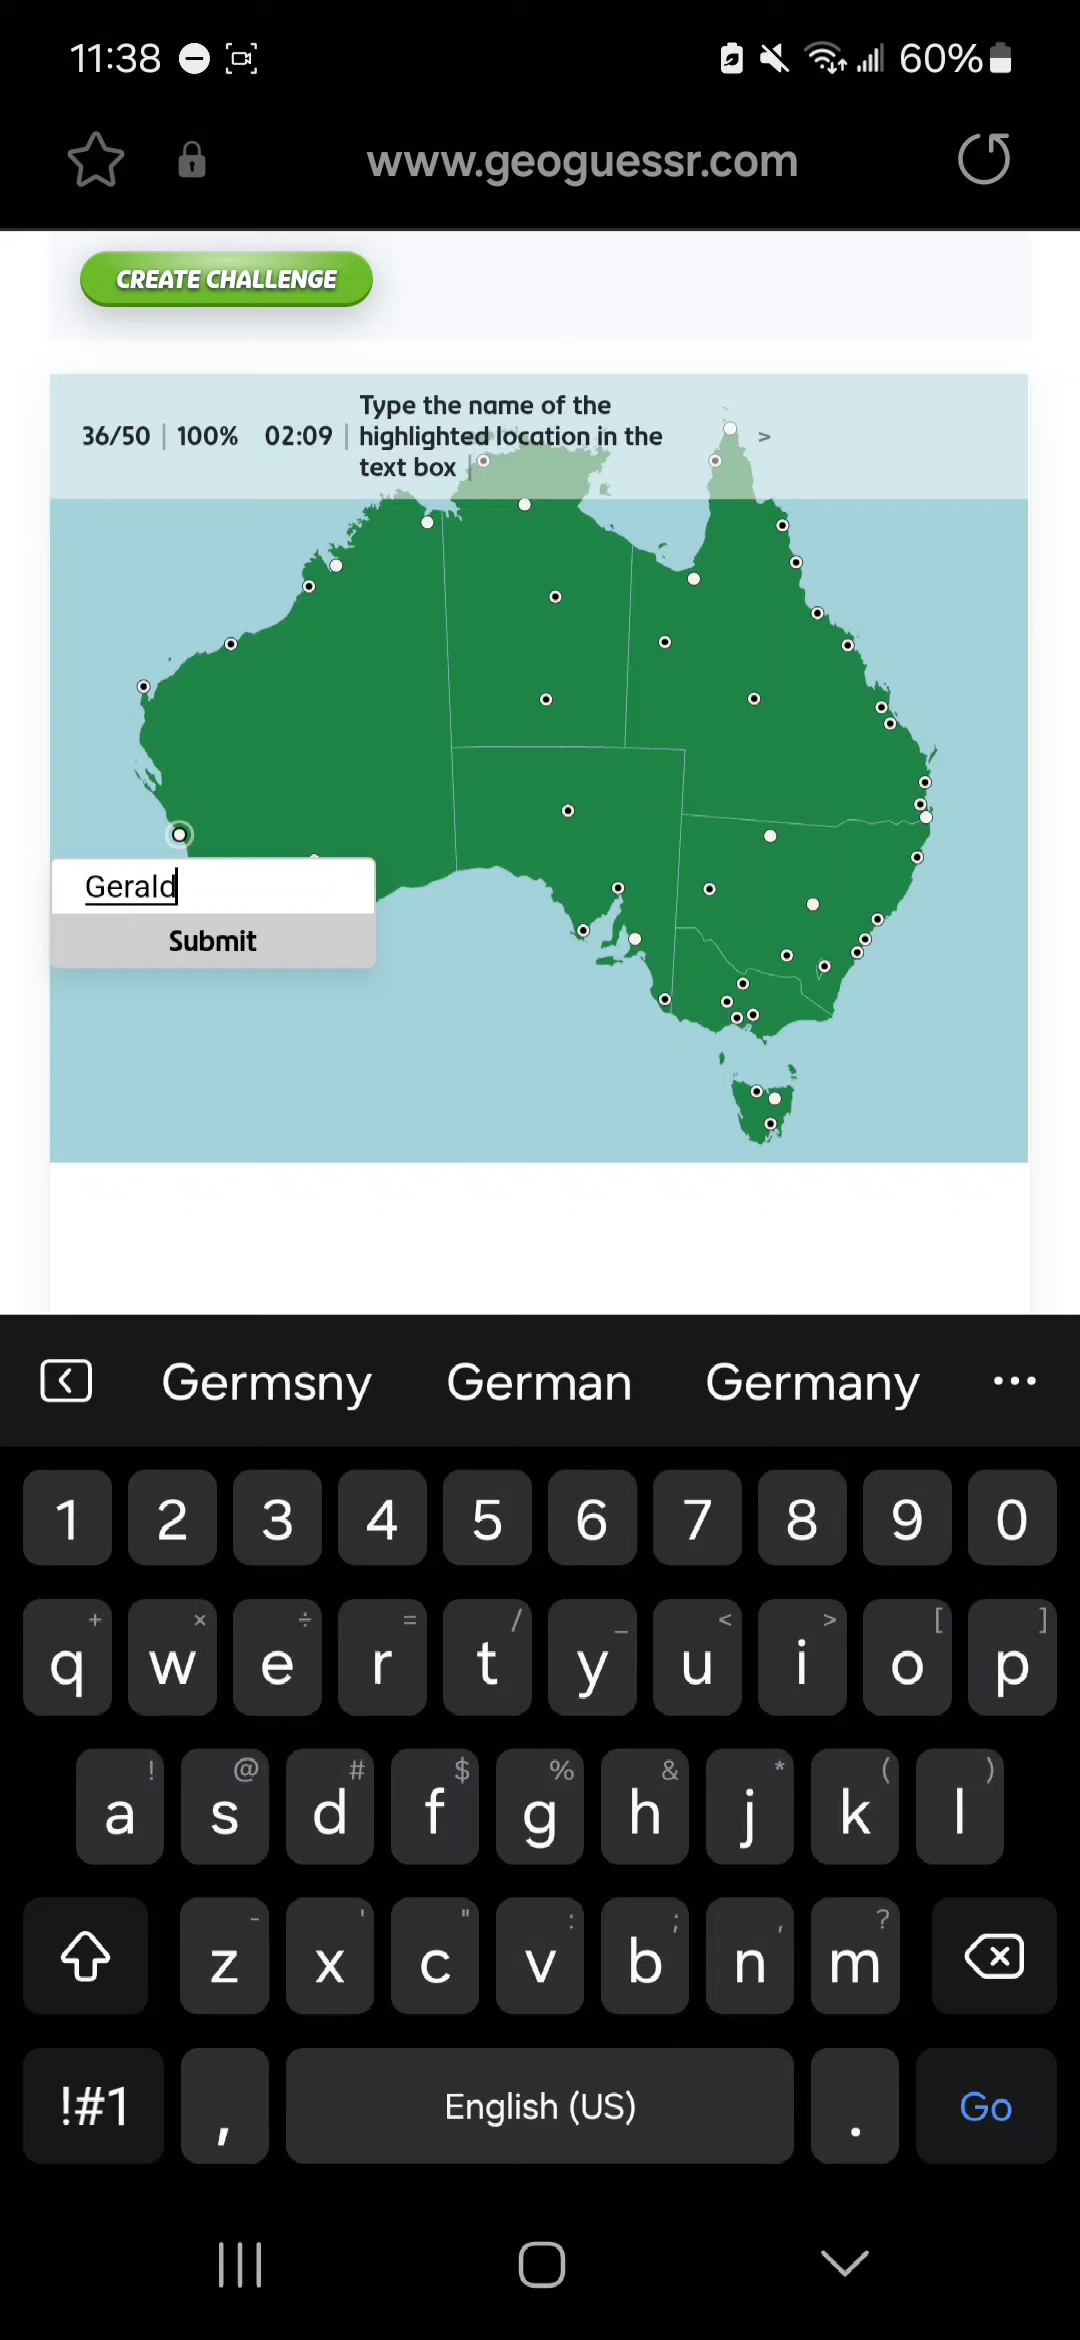 11:38
60%
www.geoguessr.com
CREATE CHALLENGE
36/50 | 100% 02:09 | Type the name of the highlighted location in the text box | >
Gerald
Submit
Germsny German Germany ...
1 2 3 4 5 6 7 8 9 0
+ × ÷ = / _ < > [ ]
q w e r t y u i o p
! @ # $ % & * ( )
a s d f g h j k l
- ' " : ; , ?
z x c v b n m
!#1 , English (US) . Go